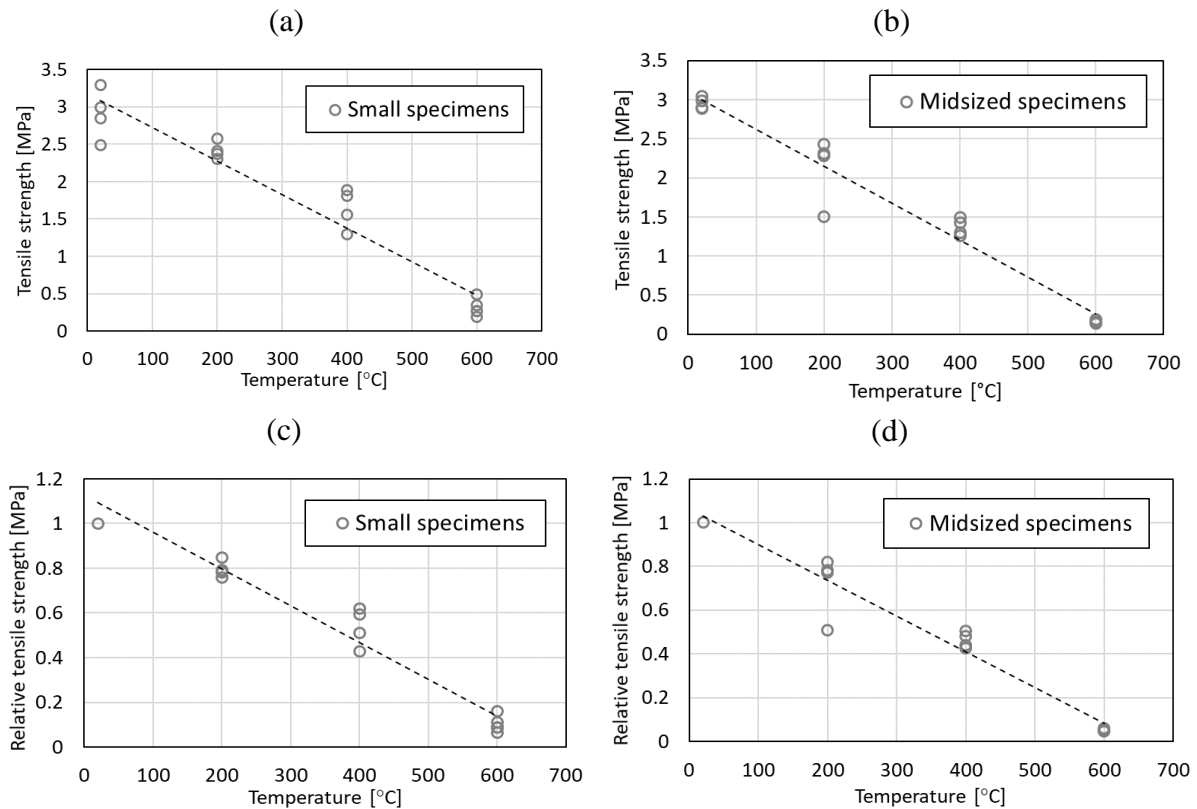 (a)
Tensile strength [MPa]
3.5
3
2.5
2
1.5
1
0.5
0
Small specimens
0 100 200 300 400 500 600 700
Temperature [°C]
(b)
Tensile strength [MPa]
3.5
3
2.5
2
1.5
1
0.5
0
Midsized specimens
0 100 200 300 400 500 600 700
Temperature [°C]
(c)
Relative tensile strength [MPa]
1.2
1
0.8
0.6
0.4
0.2
0
Small specimens
0 100 200 300 400 500 600 700
Temperature [°C]
(d)
Relative tensile strength [MPa]
1.2
1
0.8
0.6
0.4
0.2
0
Midsized specimens
0 100 200 300 400 500 600 700
Temperature [°C]